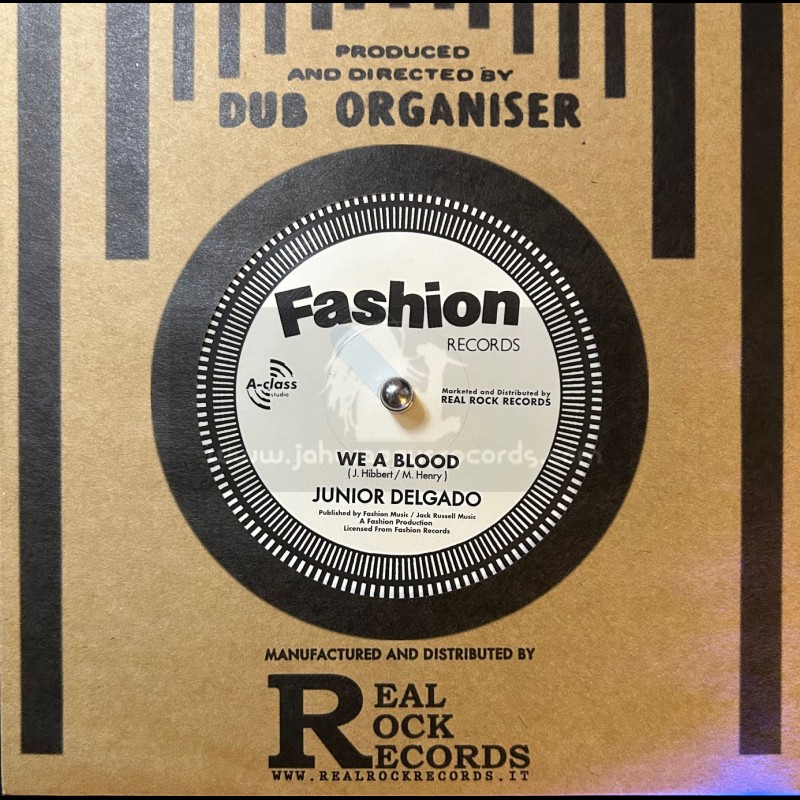 PRODUCED
AND DIRECTED BY
DUB ORGANISER
Fashion
RECORDS
A-class
studio
Marketed and Distributed by
REAL ROCK RECORDS
WE A BLOOD
( J. Hibbert / M. Henry )
JUNIOR DELGADO
Published by Fashion Music / Jack Russell Music
A Fashion Production
Licensed From Fashion Records
MANUFACTURED AND DISTRIBUTED BY
REAL
ROCK
RECORDS
WWW.REALROCKRECORDS.IT